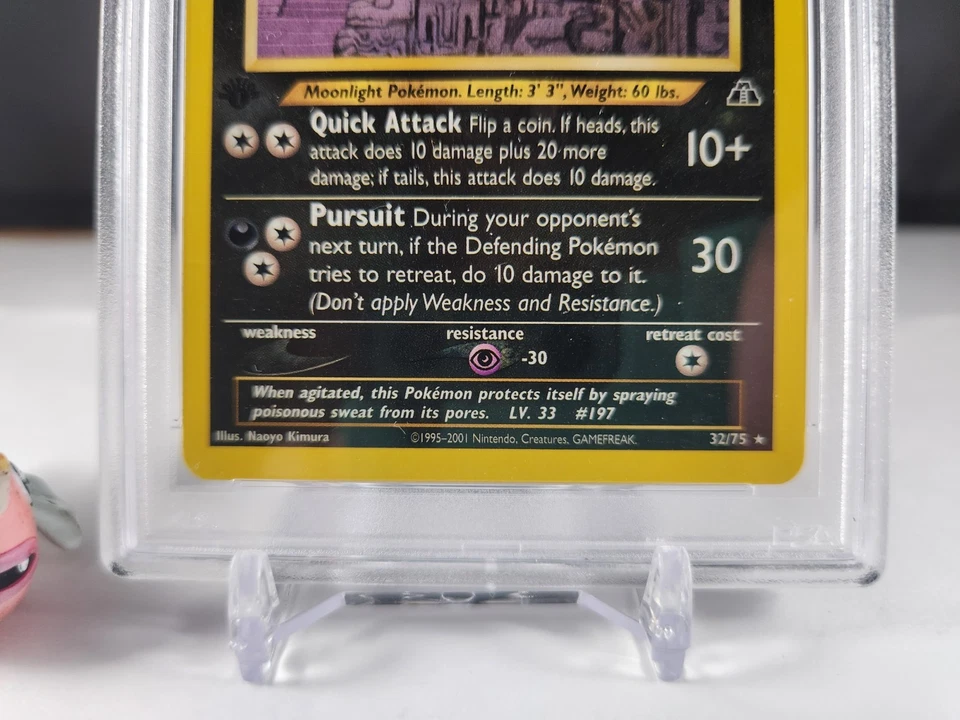 Moonlight Pokémon. Length: 3' 3", Weight: 60 lbs.
Quick Attack Flip a coin. If heads, this
attack does 10 damage plus 20 more
damage; if tails, this attack does 10 damage.
10+
Pursuit During your opponent's
next turn, if the Defending Pokémon
tries to retreat, do 10 damage to it.
(Don't apply Weakness and Resistance.)
30
weakness resistance retreat cost
-30
When agitated, this Pokémon protects itself by spraying
poisonous sweat from its pores. LV. 33 #197
Illus. Naoyo Kimura ©1995-2001 Nintendo, Creatures, GAMEFREAK. 32/75 ★